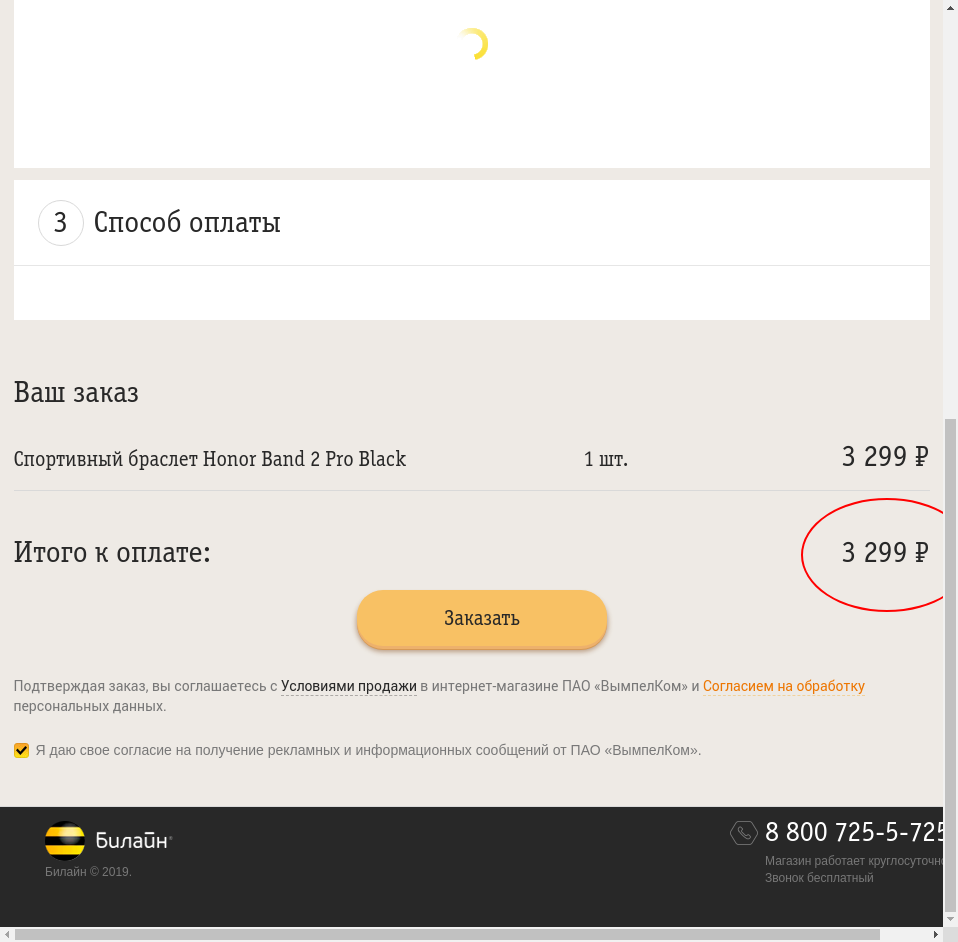 3 Способ оплаты
Ваш заказ
Спортивный браслет Honor Band 2 Pro Black 1 шт. 3 299 ₽
Итого к оплате: 3 299 ₽
Заказать
Подтверждая заказ, вы соглашаетесь с Условиями продажи в интернет-магазине ПАО «ВымпелКом» и Согласием на обработку
персональных данных.
Я даю свое согласие на получение рекламных и информационных сообщений от ПАО «ВымпелКом».
Билайн®
Билайн © 2019.
8 800 725-5-725
Магазин работает круглосуточно
Звонок бесплатный